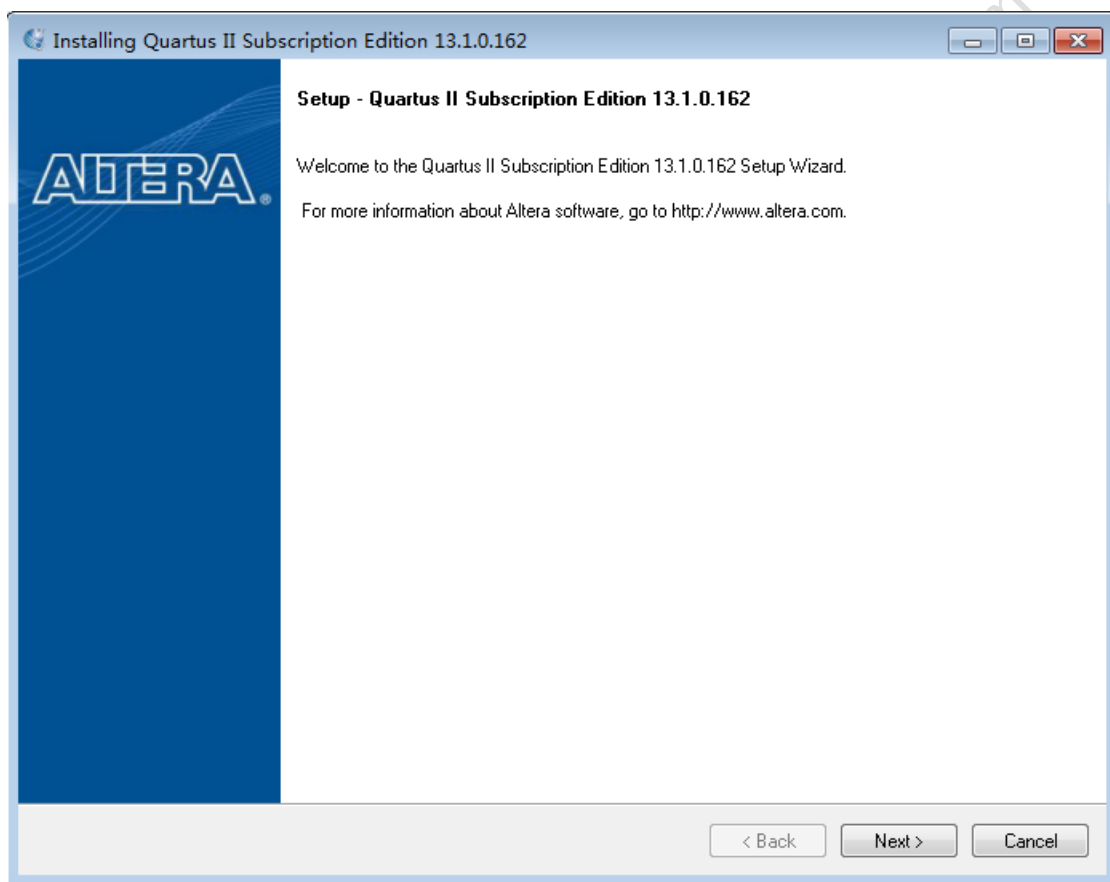 Installing Quartus II Subscription Edition 13.1.0.162
Setup - Quartus II Subscription Edition 13.1.0.162
ALTERA®
Welcome to the Quartus II Subscription Edition 13.1.0.162 Setup Wizard.
For more information about Altera software, go to http://www.altera.com.
< Back
Next >
Cancel